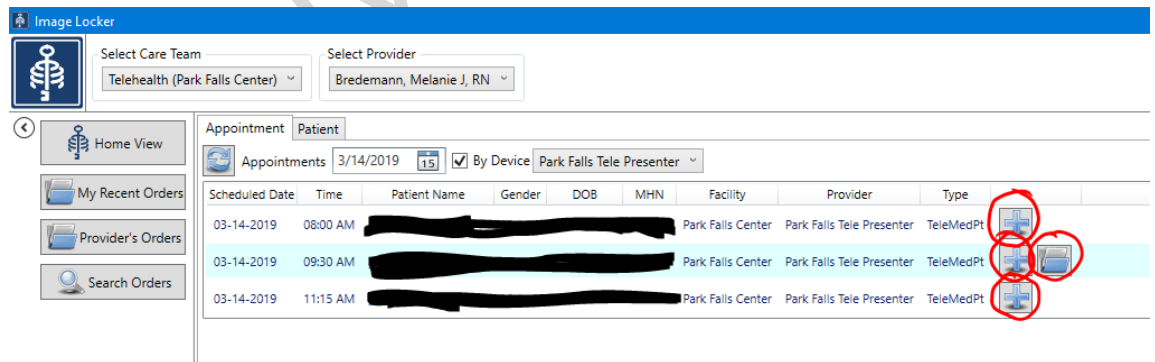 Image Locker
Select Care Team Select Provider
Telehealth (Park Falls Center) Bredemann, Melanie J, RN
Home View
My Recent Orders
Provider's Orders
Search Orders
Appointment Patient
Appointments 3/14/2019 15 By Device Park Falls Tele Presenter
Scheduled Date Time Patient Name Gender DOB MHN Facility Provider Type
03-14-2019 08:00 AM Park Falls Center Park Falls Tele Presenter TeleMedPt
03-14-2019 09:30 AM Park Falls Center Park Falls Tele Presenter TeleMedPt
03-14-2019 11:15 AM Park Falls Center Park Falls Tele Presenter TeleMedPt